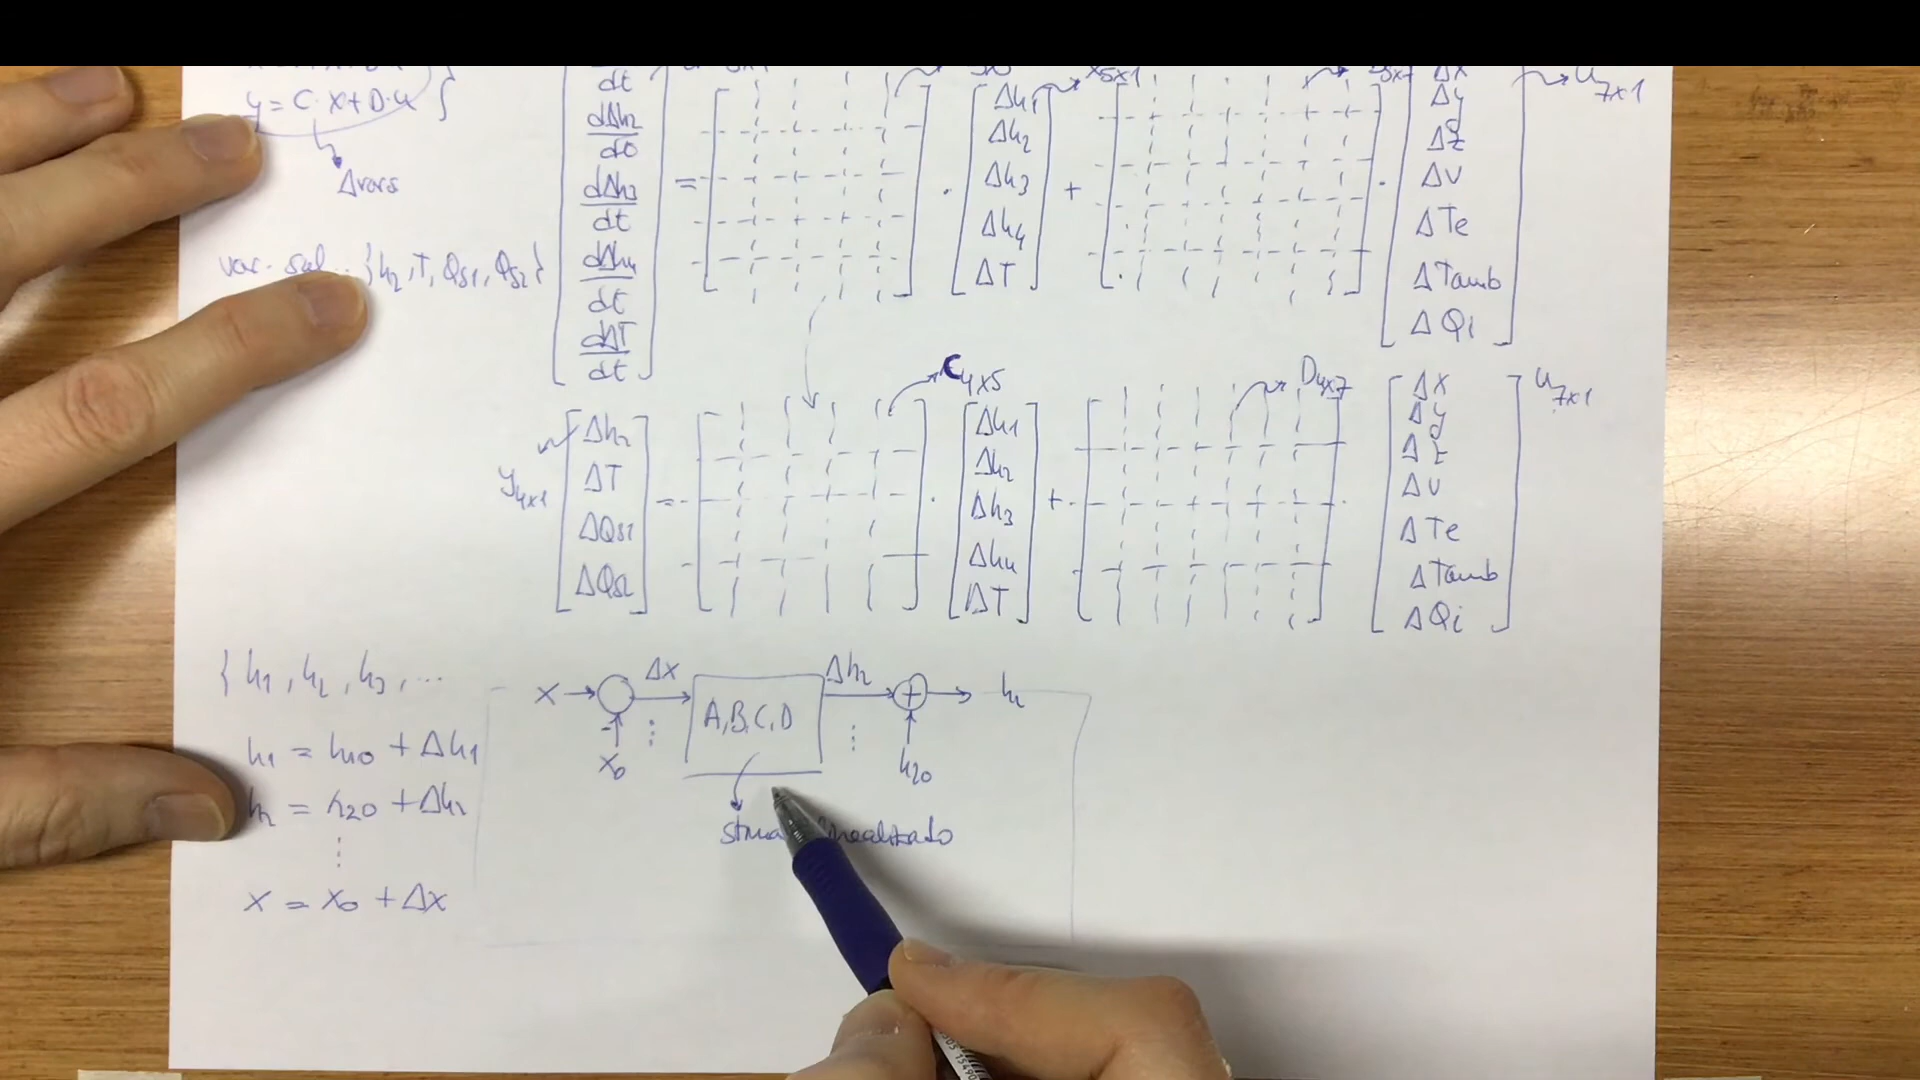 y = C·X + D·u }
Δvars
var. sal... {h2, T, Qs1, Qs2}
dt
dΔh2
dt
dΔh3
dt
dΔh4
dt
dΔT
dt
=
x5x1
Δh1
Δh2
Δh3
Δh4
ΔT
+
Δx
Δy
Δz
Δv
ΔTe
ΔTamb
ΔQi
u7x1
y4x1
Δh2
ΔT
ΔQs1
ΔQs2
=
C4x5
Δh1
Δh2
Δh3
Δh4
ΔT
+
D4x7
Δx
Δy
Δz
Δv
ΔTe
ΔTamb
ΔQi
u7x1
{ h1, h2, h3, ...
h1 = h10 + Δh1
h2 = h20 + Δh2
x = x0 + Δx
x
Δx
- x0
A,B,C,D
Δh2
+
h20
h2
linealizado